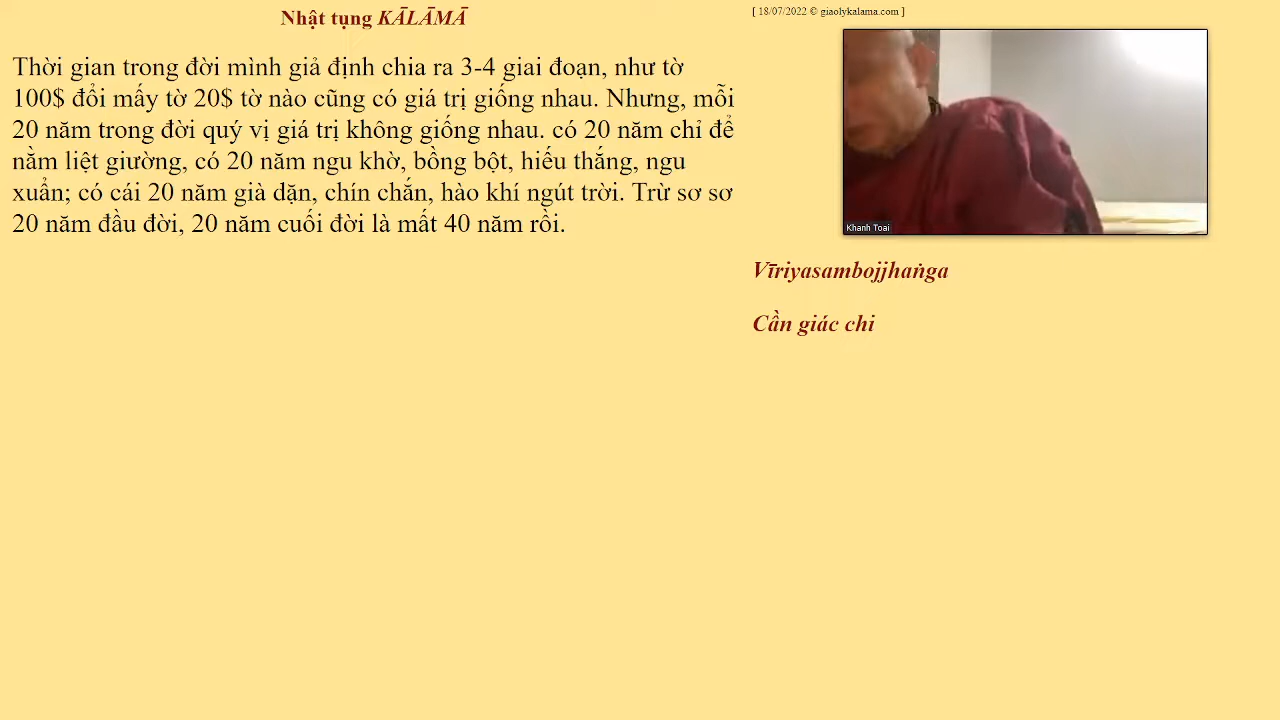 Nhật tụng KĀLĀMĀ
Thời gian trong đời mình giả định chia ra 3-4 giai đoạn, như tờ
100$ đổi mấy tờ 20$ tờ nào cũng có giá trị giống nhau. Nhưng, mỗi
20 năm trong đời quý vị giá trị không giống nhau. có 20 năm chỉ để
nằm liệt giường, có 20 năm ngu khờ, bồng bột, hiếu thắng, ngu
xuẩn; có cái 20 năm già dặn, chín chắn, hào khí ngút trời. Trừ sơ sơ
20 năm đầu đời, 20 năm cuối đời là mất 40 năm rồi.
[ 18/07/2022 © giaolykalama.com ]
Khanh Toai
Vīriyasambojjhaṅga
Cần giác chi